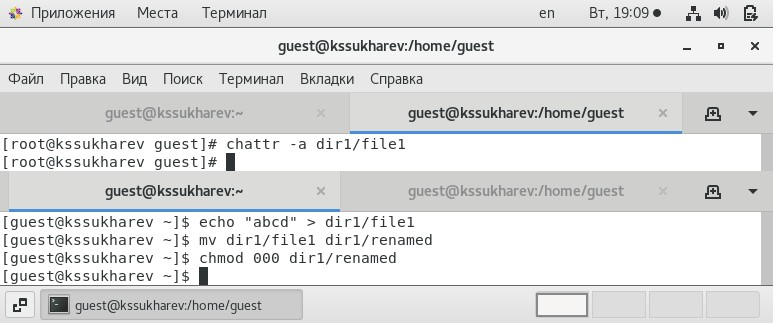 Приложения Места Терминал en Вт, 19:09
guest@kssukharev:/home/guest
Файл Правка Вид Поиск Терминал Вкладки Справка
guest@kssukharev:~ guest@kssukharev:/home/guest
[root@kssukharev guest]# chattr -a dir1/file1
[root@kssukharev guest]#
guest@kssukharev:~ guest@kssukharev:/home/guest
[guest@kssukharev ~]$ echo "abcd" > dir1/file1
[guest@kssukharev ~]$ mv dir1/file1 dir1/renamed
[guest@kssukharev ~]$ chmod 000 dir1/renamed
[guest@kssukharev ~]$
guest@kssukharev:/home/guest